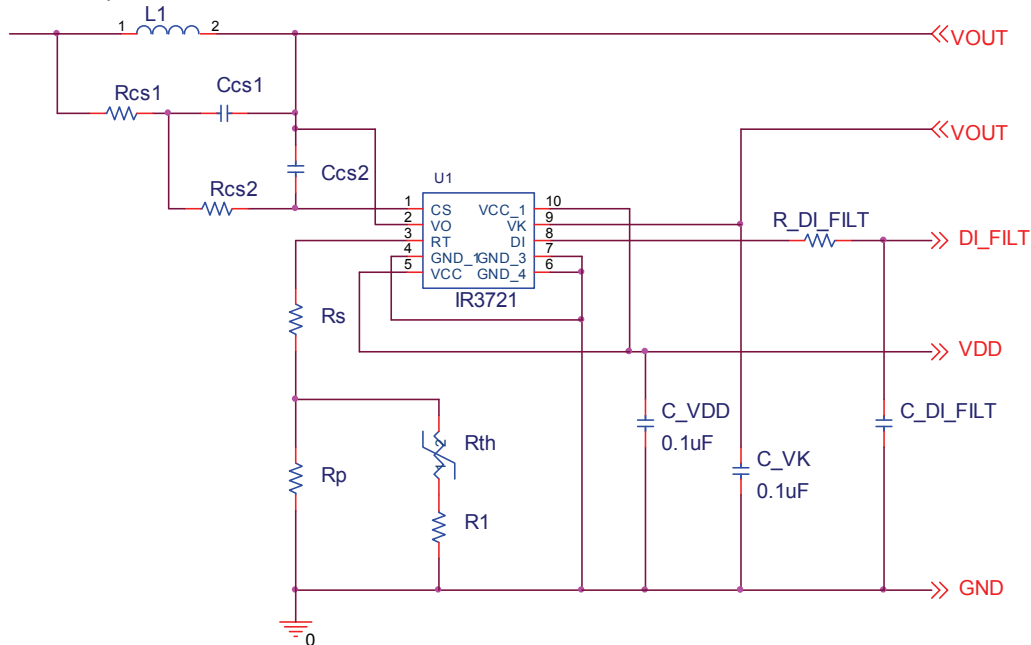 L1
1 2
VOUT
Rcs1
Ccs1
VOUT
Ccs2
Rcs2
U1
1 CS VCC_1 10
2 VO VK 9
3 RT DI 8
4 GND_1 GND_3 7
5 VCC GND_4 6
IR3721
R_DI_FILT
DI_FILT
Rs
VDD
C_VDD
0.1uF
C_DI_FILT
Rth
1 2
Rp
C_VK
0.1uF
R1
GND
0